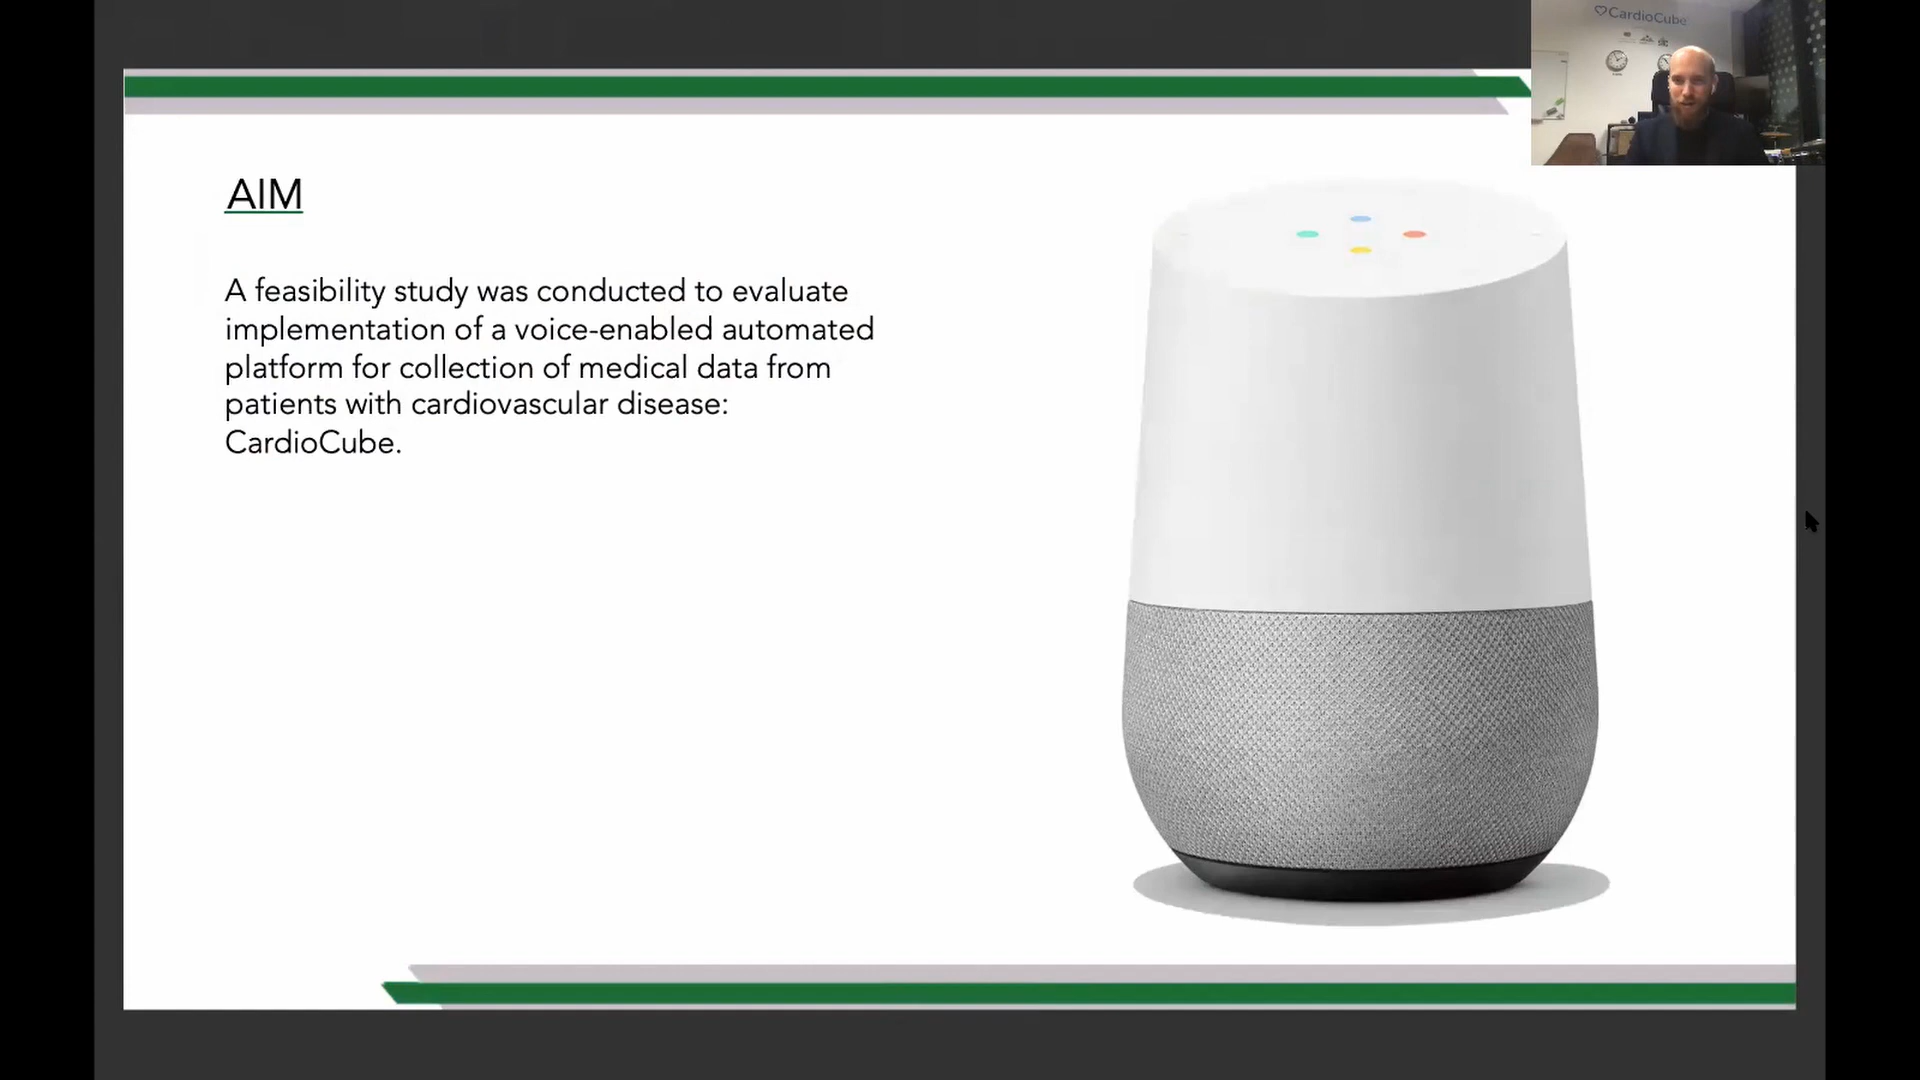 CardioCube
AIM
A feasibility study was conducted to evaluate
implementation of a voice-enabled automated
platform for collection of medical data from
patients with cardiovascular disease:
CardioCube.